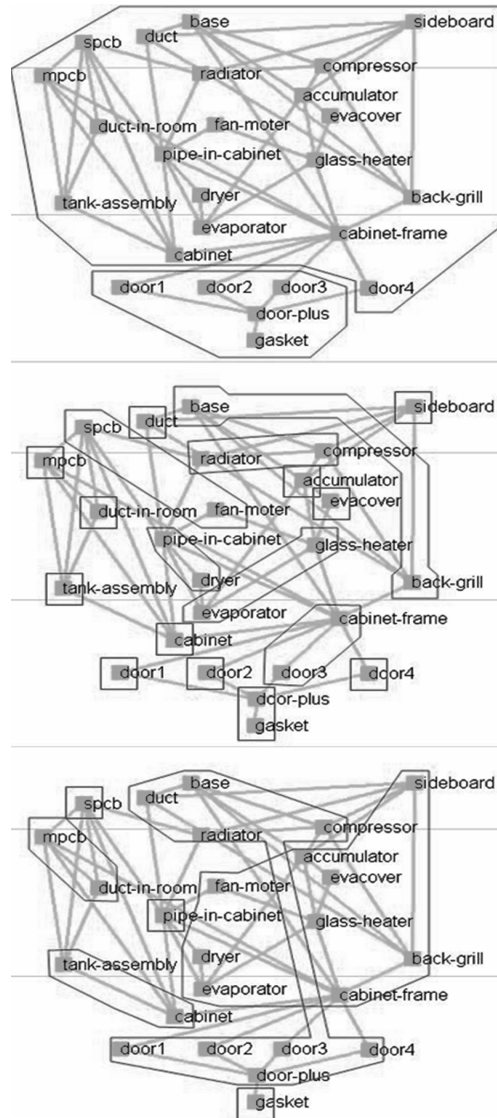 base
sideboard
spcb
duct
mpcb
radiator
compressor
accumulator
duct-in-room
fan-moter
evacover
pipe-in-cabinet
glass-heater
tank-assembly
dryer
back-grill
evaporator
cabinet
cabinet-frame
door1
door2
door3
door4
door-plus
gasket
base
sideboard
spcb
duct
mpcb
radiator
compressor
accumulator
duct-in-room
fan-moter
evacover
pipe-in-cabinet
glass-heater
tank-assembly
dryer
back-grill
evaporator
cabinet
cabinet-frame
door1
door2
door3
door4
door-plus
gasket
base
sideboard
spcb
duct
mpcb
radiator
compressor
accumulator
duct-in-room
fan-moter
evacover
pipe-in-cabinet
glass-heater
tank-assembly
dryer
back-grill
evaporator
cabinet
cabinet-frame
door1
door2
door3
door4
door-plus
gasket